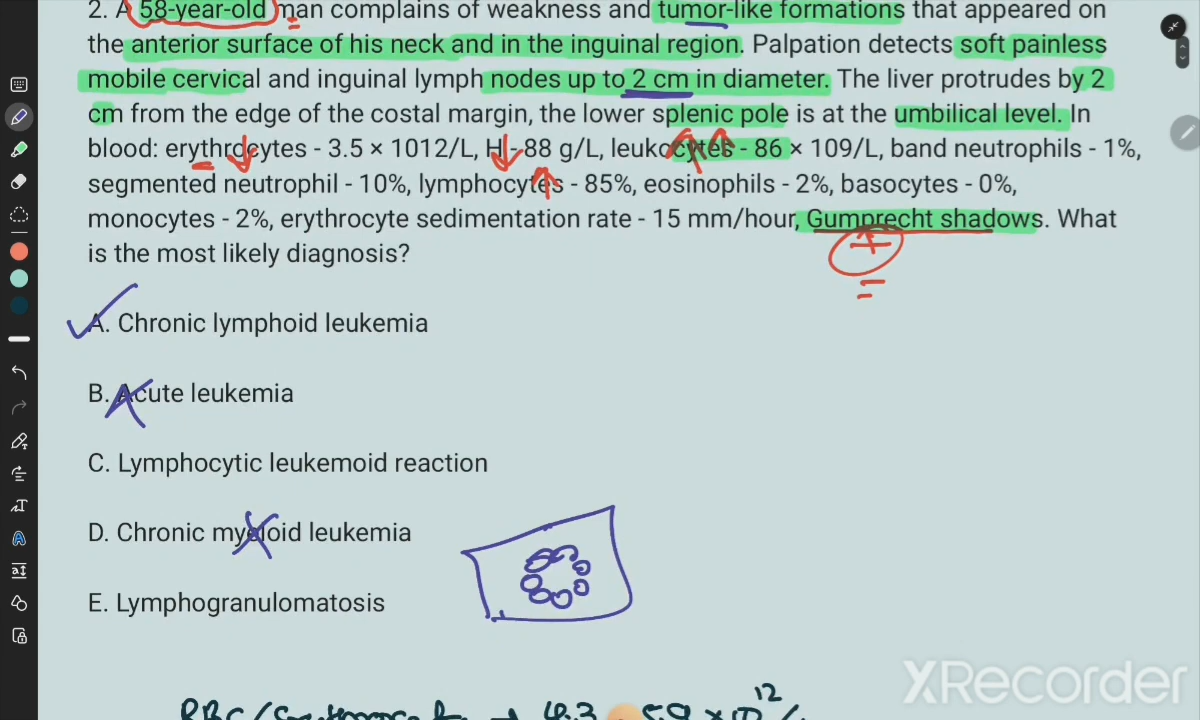 2. A 58-year-old man complains of weakness and tumor-like formations that appeared on
the anterior surface of his neck and in the inguinal region. Palpation detects soft painless
mobile cervical and inguinal lymph nodes up to 2 cm in diameter. The liver protrudes by 2
cm from the edge of the costal margin, the lower splenic pole is at the umbilical level. In
blood: erythrocytes - 3.5 × 1012/L, H - 88 g/L, leukocytes - 86 × 109/L, band neutrophils - 1%,
segmented neutrophil - 10%, lymphocytes - 85%, eosinophils - 2%, basocytes - 0%,
monocytes - 2%, erythrocyte sedimentation rate - 15 mm/hour, Gumprecht shadows. What
is the most likely diagnosis?
A. Chronic lymphoid leukemia
B. Acute leukemia
C. Lymphocytic leukemoid reaction
D. Chronic myeloid leukemia
E. Lymphogranulomatosis
XRecorder
RBC/ → 4.3 - 5.9 × 10¹²/